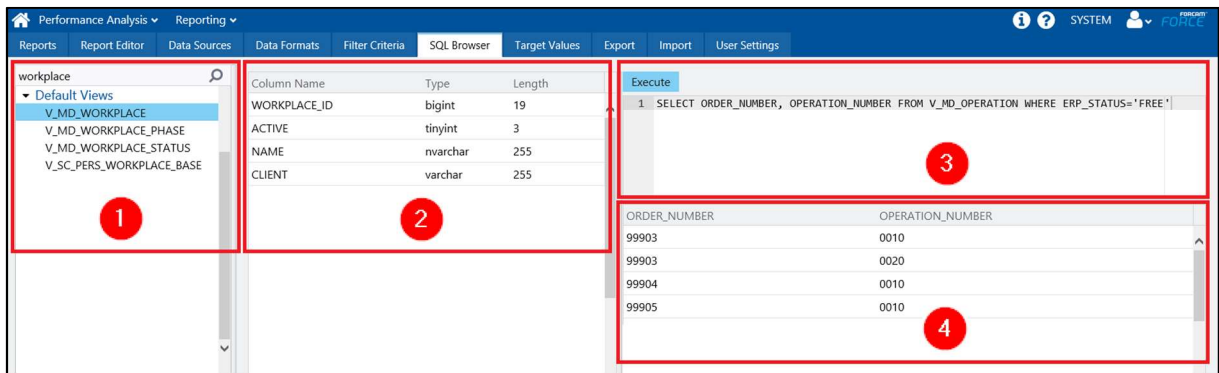 Performance Analysis Reporting SYSTEM FORCAM FORCE
Reports Report Editor Data Sources Data Formats Filter Criteria SQL Browser Target Values Export Import User Settings
workplace
Default Views
V_MD_WORKPLACE
V_MD_WORKPLACE_PHASE
V_MD_WORKPLACE_STATUS
V_SC_PERS_WORKPLACE_BASE
1
Column Name Type Length
WORKPLACE_ID bigint 19
ACTIVE tinyint 3
NAME nvarchar 255
CLIENT varchar 255
2
Execute
1 SELECT ORDER_NUMBER, OPERATION_NUMBER FROM V_MD_OPERATION WHERE ERP_STATUS='FREE'
3
ORDER_NUMBER OPERATION_NUMBER
99903 0010
99903 0020
99904 0010
99905 0010
4